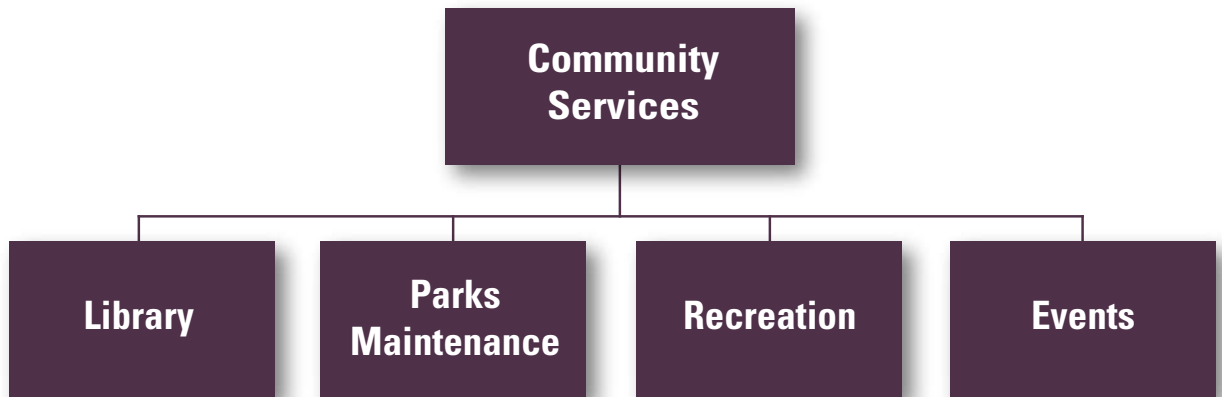 Community
Services
Library
Parks
Maintenance
Recreation
Events